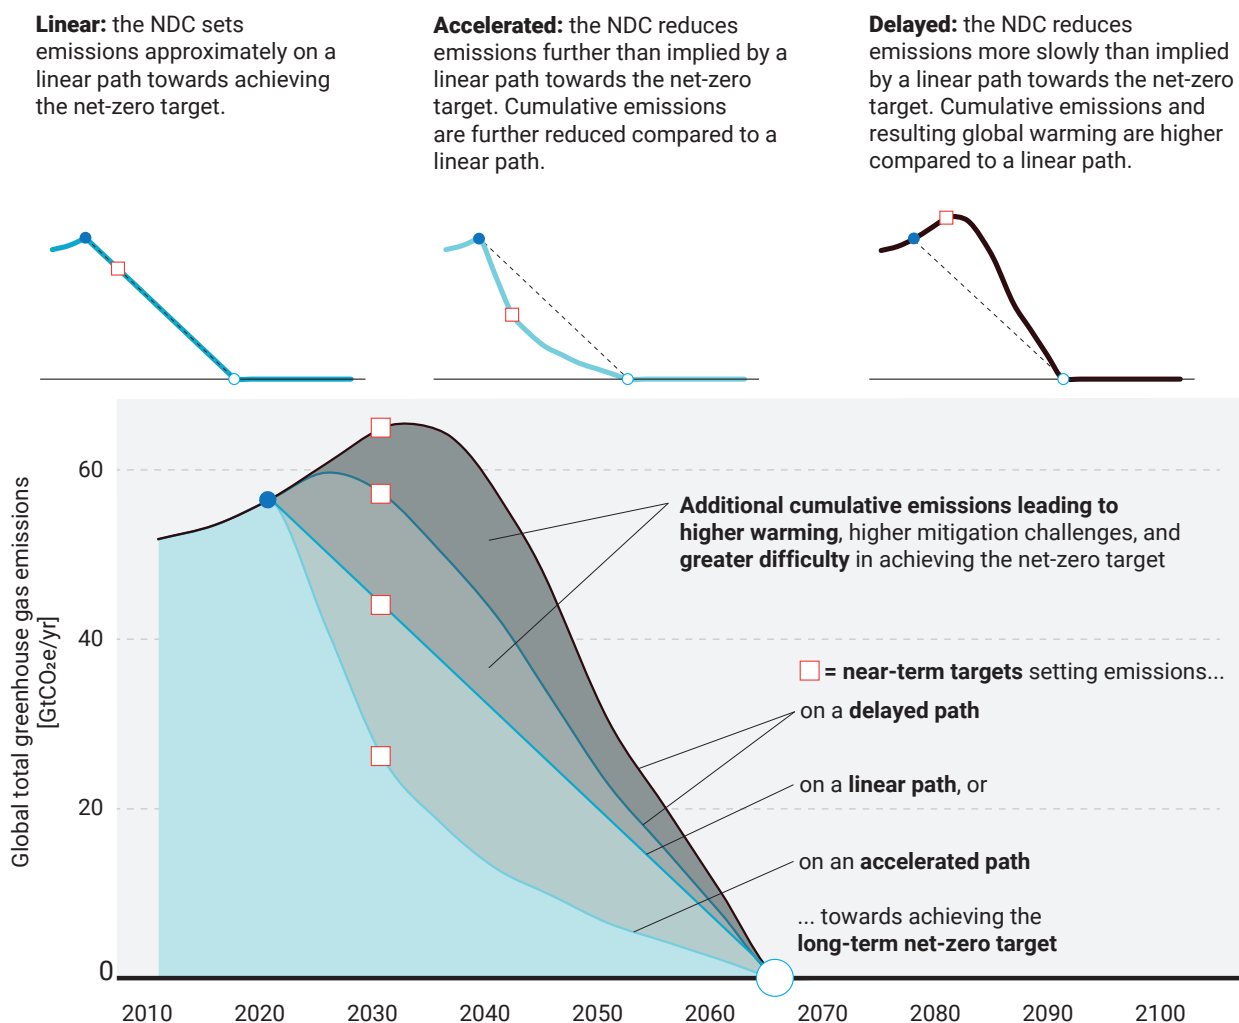 Linear: the NDC sets
emissions approximately on a
linear path towards achieving
the net-zero target.
Accelerated: the NDC reduces
emissions further than implied by a
linear path towards the net-zero
target. Cumulative emissions
are further reduced compared to a
linear path.
Delayed: the NDC reduces
emissions more slowly than implied
by a linear path towards the net-zero
target. Cumulative emissions and
resulting global warming are higher
compared to a linear path.
Global total greenhouse gas emissions
[GtCO₂e/yr]
60
40
20
0
Additional cumulative emissions leading to
higher warming, higher mitigation challenges, and
greater difficulty in achieving the net-zero target
= near-term targets setting emissions...
on a delayed path
on a linear path, or
on an accelerated path
... towards achieving the
long-term net-zero target
2010 2020 2030 2040 2050 2060 2070 2080 2090 2100